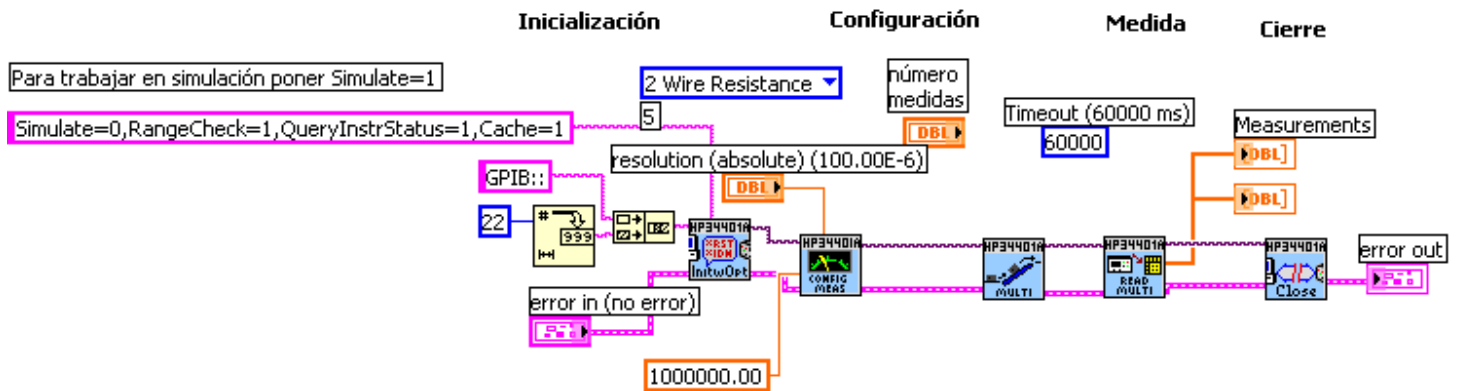 Inicialización
Configuración
Medida
Cierre
Para trabajar en simulación poner Simulate=1
2 Wire Resistance
número
medidas
5
Simulate=0,RangeCheck=1,QueryInstrStatus=1,Cache=1
DBL
Timeout (60000 ms)
60000
Measurements
DBL]
resolution (absolute) (100.00E-6)
DBL
GPIB::
DBL]
22
#
999
HP34401A
*RST
*IDN
InitwOpt
HP34401A
CONFIG
MEAS
HP34401A
MULTI
HP34401A
READ
MULTI
HP34401A
Close
error out
error in (no error)
1000000.00